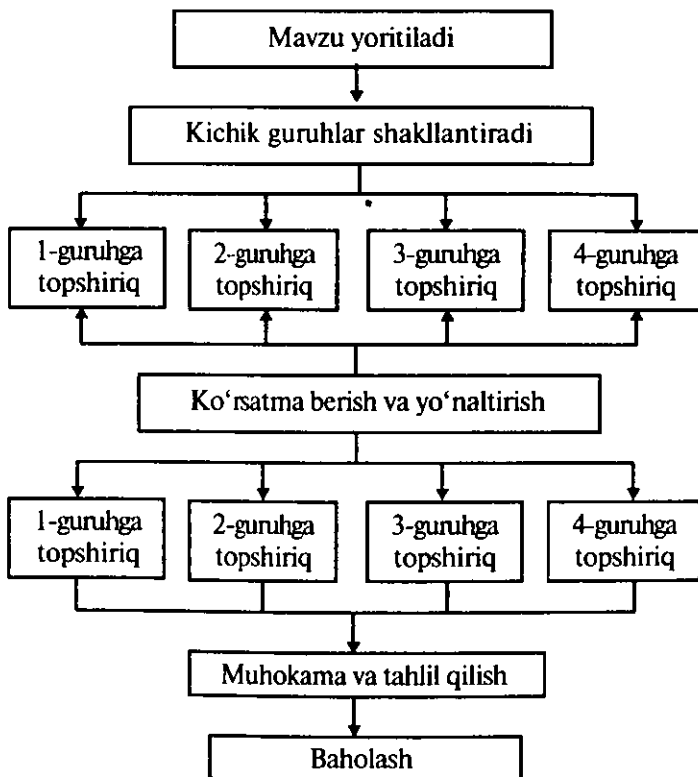 Mavzu yoritiladi
Kichik guruhlar shakllantiradi
1-guruhga
topshiriq
2-guruhga
topshiriq
3-guruhga
topshiriq
4-guruhga
topshiriq
Ko‘rsatma berish va yo‘naltirish
1-guruhga
topshiriq
2-guruhga
topshiriq
3-guruhga
topshiriq
4-guruhga
topshiriq
Muhokama va tahlil qilish
Baholash